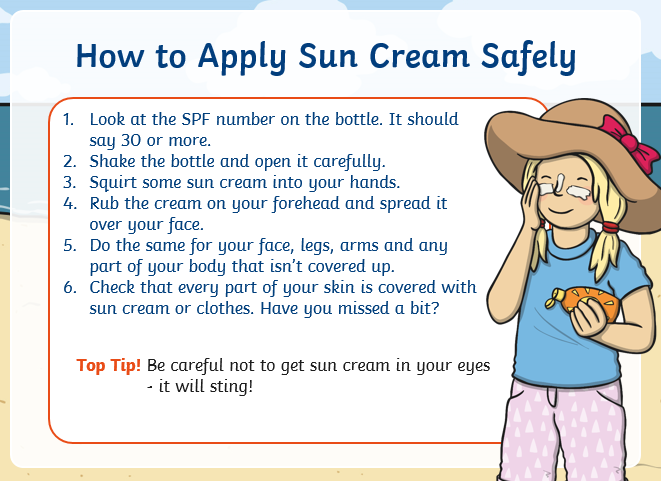 How to Apply Sun Cream Safely
1. Look at the SPF number on the bottle. It should
say 30 or more.
2. Shake the bottle and open it carefully.
3. Squirt some sun cream into your hands.
4. Rub the cream on your forehead and spread it
over your face.
5. Do the same for your face, legs, arms and any
part of your body that isn't covered up.
6. Check that every part of your skin is covered with
sun cream or clothes. Have you missed a bit?
Top Tip! Be careful not to get sun cream in your eyes
- it will sting!